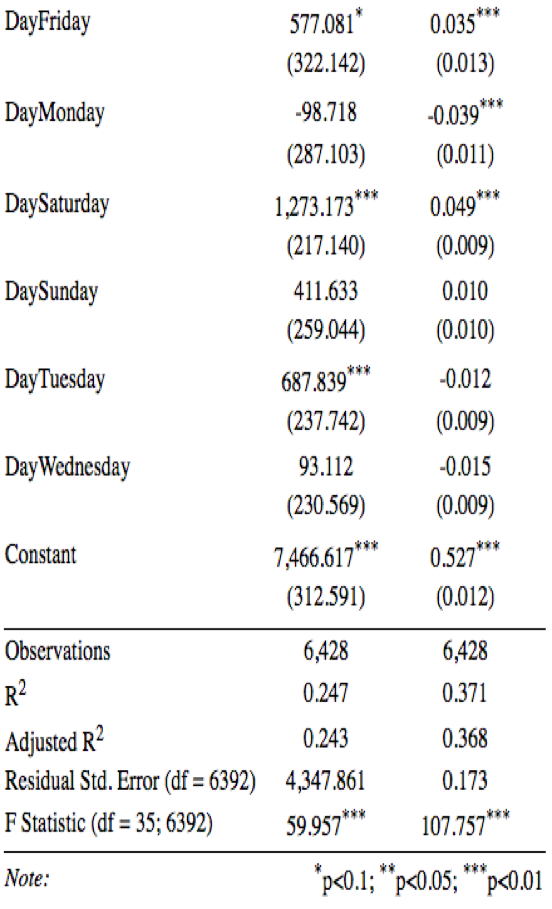 DayFriday 577.081* 0.035***
(322.142) (0.013)
DayMonday -98.718 -0.039***
(287.103) (0.011)
DaySaturday 1,273.173*** 0.049***
(217.140) (0.009)
DaySunday 411.633 0.010
(259.044) (0.010)
DayTuesday 687.839*** -0.012
(237.742) (0.009)
DayWednesday 93.112 -0.015
(230.569) (0.009)
Constant 7,466.617*** 0.527***
(312.591) (0.012)
Observations 6,428 6,428
R2 0.247 0.371
Adjusted R2 0.243 0.368
Residual Std. Error (df = 6392) 4,347.861 0.173
F Statistic (df = 35; 6392) 59.957*** 107.757***
Note: *p<0.1; **p<0.05; ***p<0.01